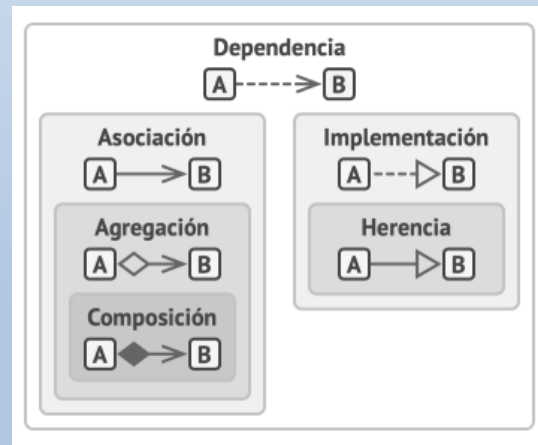 Dependencia
A B
Asociación
A B
Agregación
A B
Composición
A B
Implementación
A B
Herencia
A B